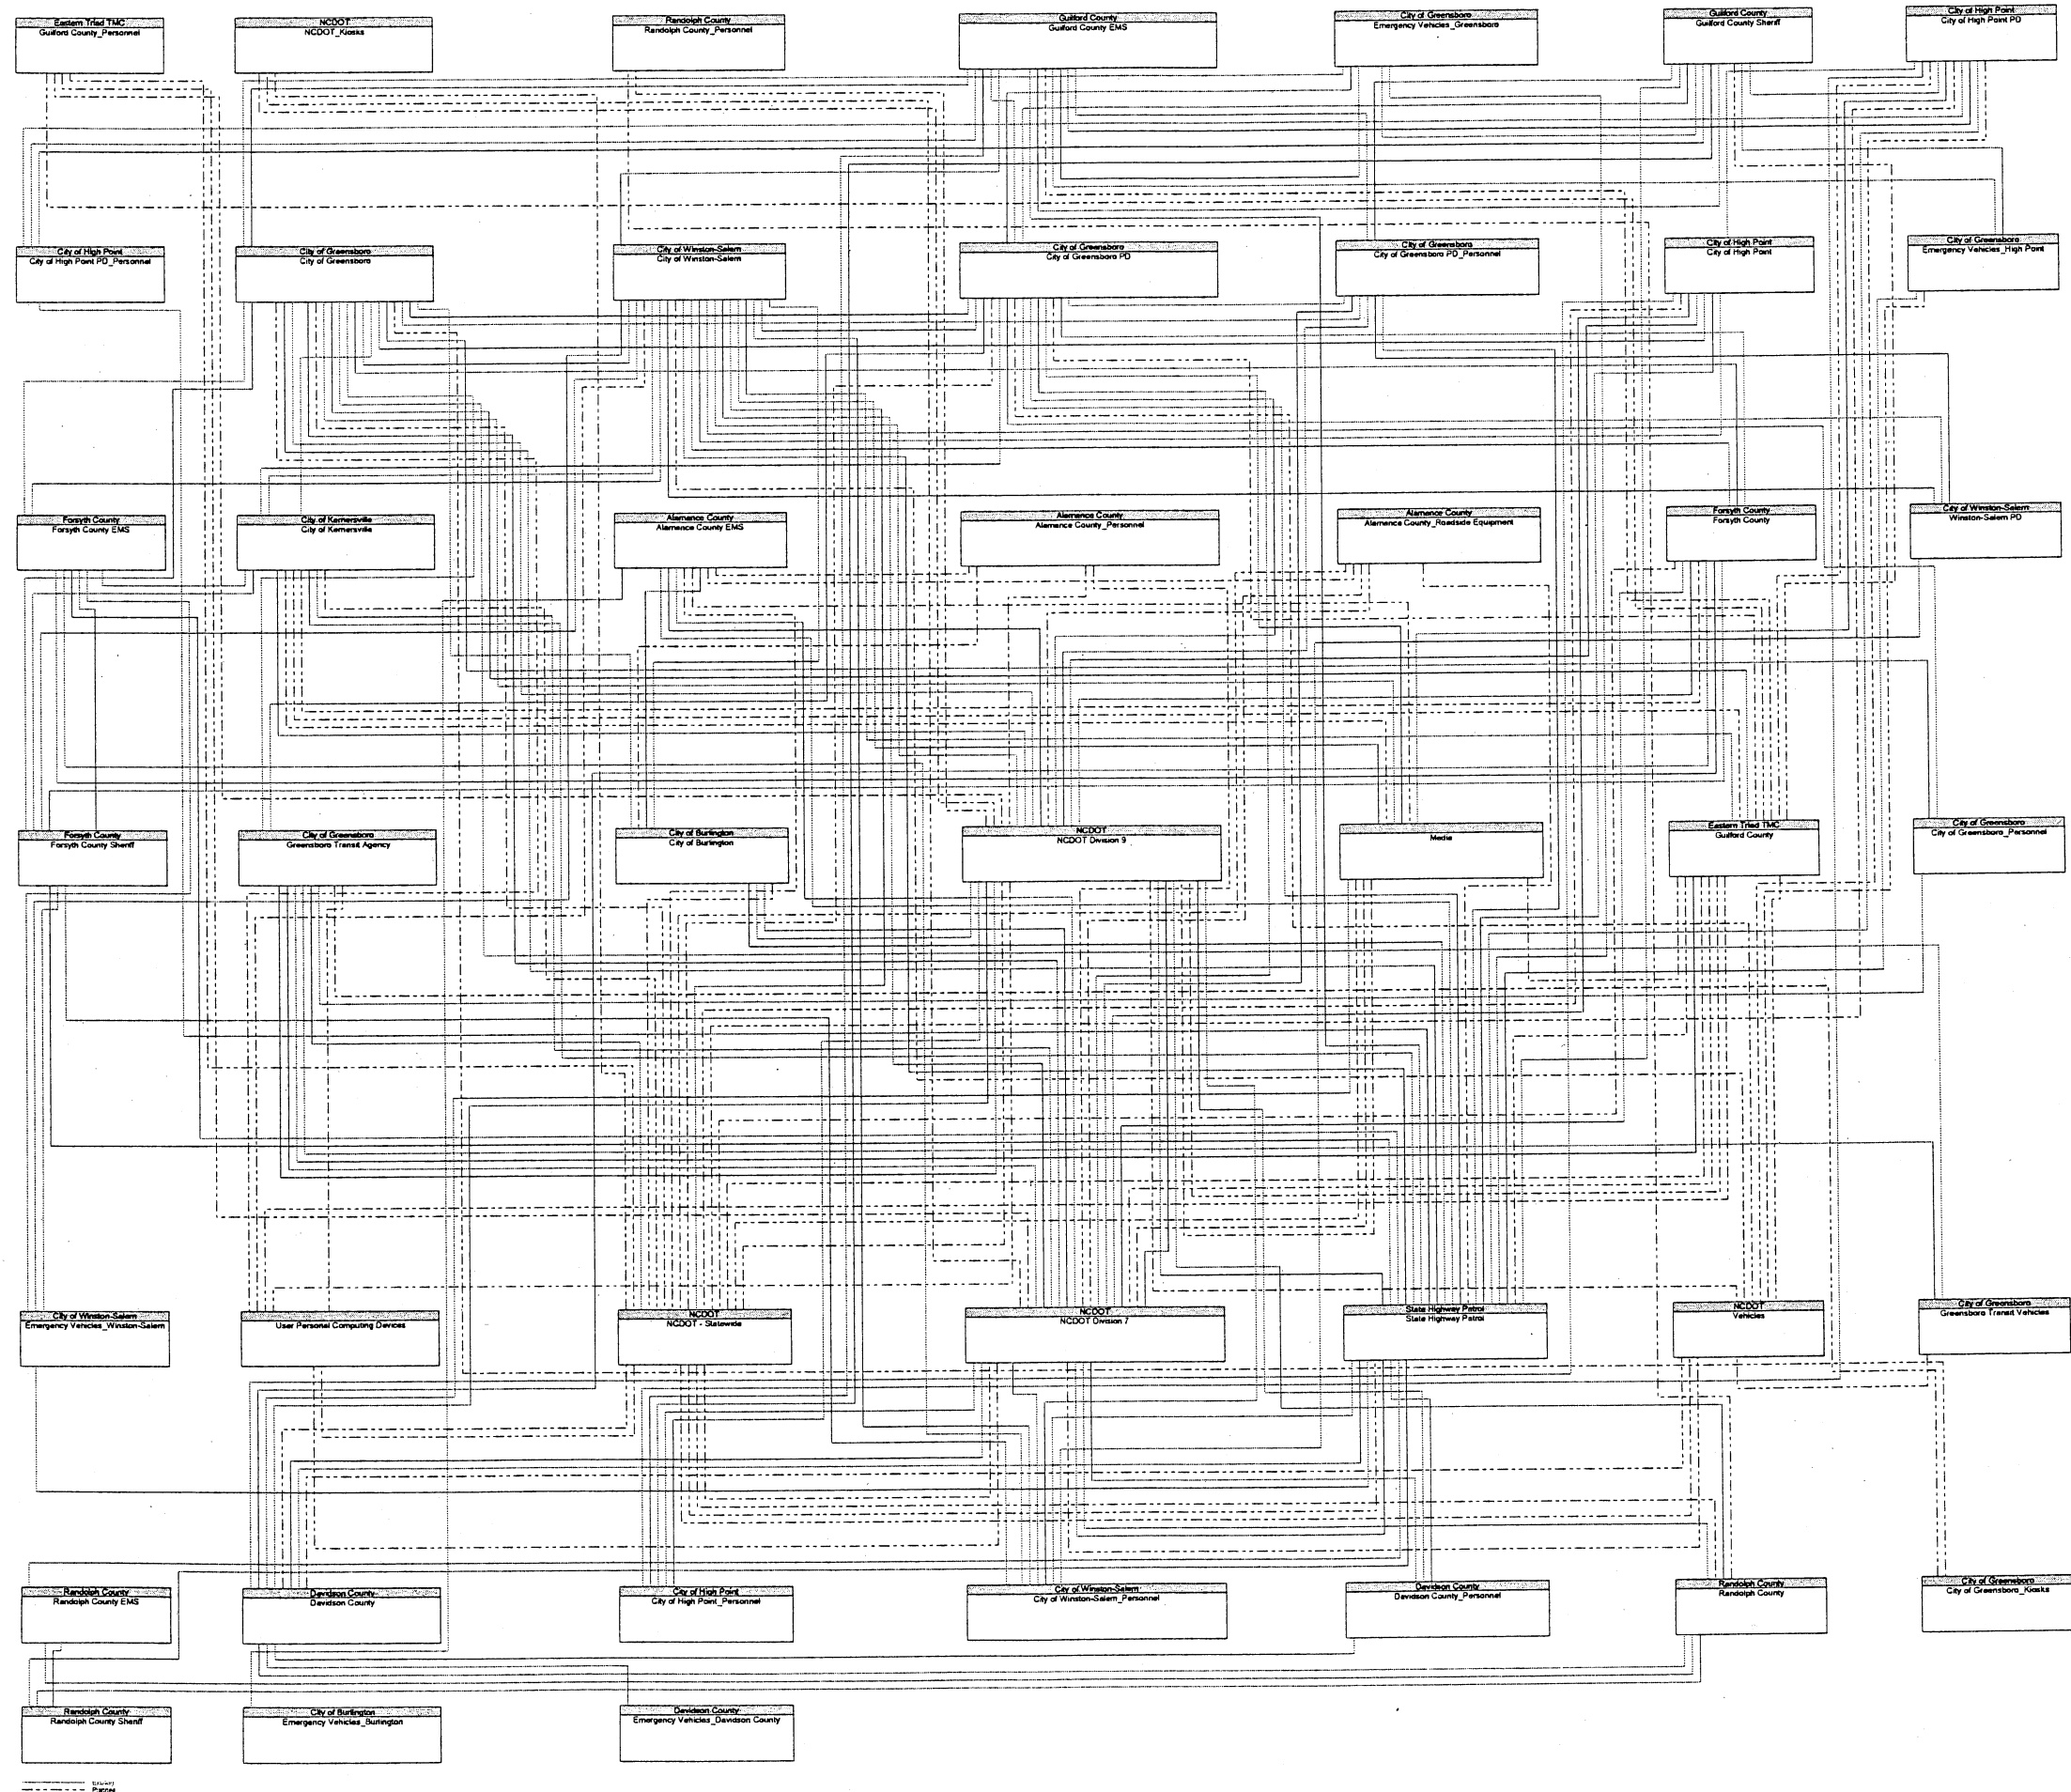 Eastern Triad TMC
Guilford County_Personnel
NCDOT
NCDOT_Kiosks
Randolph County
Randolph County_Personnel
Guilford County
Guilford County EMS
City of Greensboro
Emergency Vehicles_Greensboro
Guilford County
Guilford County Sheriff
City of High Point
City of High Point PD
City of High Point
City of High Point PD_Personnel
City of Greensboro
City of Greensboro
City of Winston-Salem
City of Winston-Salem
City of Greensboro
City of Greensboro PD
City of Greensboro
City of Greensboro PD_Personnel
City of High Point
City of High Point
City of Greensboro
Emergency Vehicles_High Point
Forsyth County
Forsyth County EMS
City of Kernersville
City of Kernersville
Alamance County
Alamance County EMS
Alamance County
Alamance County_Personnel
Alamance County
Alamance County_Roadside Equipment
Forsyth County
Forsyth County
City of Winston-Salem
Winston-Salem PD
Forsyth County
Forsyth County Sheriff
City of Greensboro
Greensboro Transit Agency
City of Burlington
City of Burlington
NCDOT
NCDOT Division 9
Media
Eastern Triad TMC
Guilford County
City of Greensboro
City of Greensboro_Personnel
City of Winston-Salem
Emergency Vehicles_Winston-Salem
User Personal Computing Devices
NCDOT
NCDOT - Statewide
NCDOT
NCDOT Division 7
State Highway Patrol
State Highway Patrol
NCDOT
Vehicles
City of Greensboro
Greensboro Transit Vehicles
Randolph County
Randolph County EMS
Davidson County
Davidson County
City of High Point
City of High Point_Personnel
City of Winston-Salem
City of Winston-Salem_Personnel
Davidson County
Davidson County_Personnel
Randolph County
Randolph County
City of Greensboro
City of Greensboro_Kiosks
Randolph County
Randolph County Sheriff
City of Burlington
Emergency Vehicles_Burlington
Davidson County
Emergency Vehicles_Davidson County
Existing
Planned